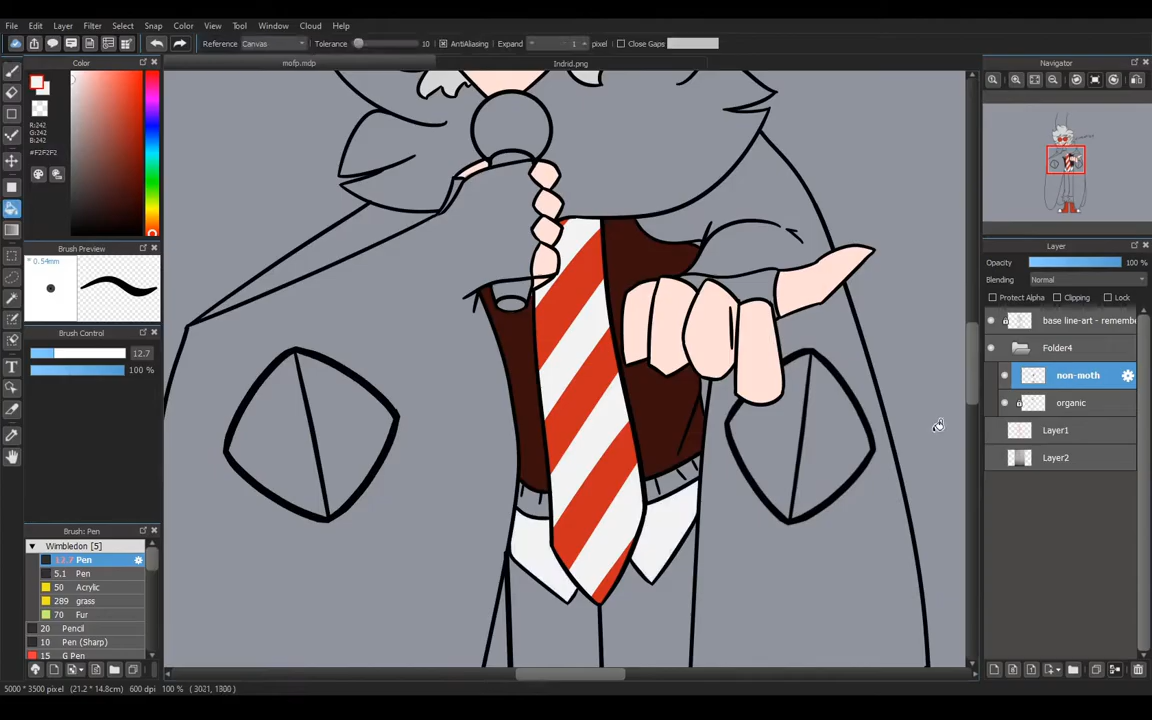 File Edit Layer Filter Select Snap Color View Tool Window Cloud Help
Reference Canvas Tolerance 10 AntiAliasing Expand 1 pixel Close Gaps
mofp.mdp Indrid.png
Color
R:242
G:242
B:242
#F2F2F2
Brush Preview
0.54mm
Brush Control
12.7
100 %
Brush: Pen
Wimbledon [5]
12.7 Pen
5.1 Pen
50 Acrylic
289 grass
70 Fur
20 Pencil
10 Pen (Sharp)
15 G Pen
Navigator
Layer
Opacity 100 %
Blending Normal
Protect Alpha Clipping Lock
base line-art - remembe
Folder4
non-moth
organic
Layer1
Layer2
5000 * 3500 pixel (21.2 * 14.8cm) 600 dpi 100 % ( 3021, 1300 )